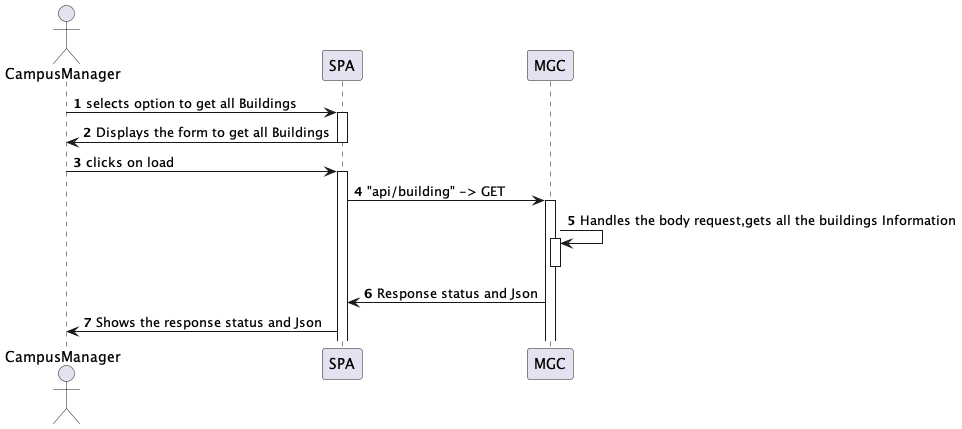 CampusManager
SPA
MGC
1 selects option to get all Buildings
2 Displays the form to get all Buildings
3 clicks on load
4 "api/building" -> GET
5 Handles the body request,gets all the buildings Information
6 Response status and Json
7 Shows the response status and Json
CampusManager
SPA
MGC